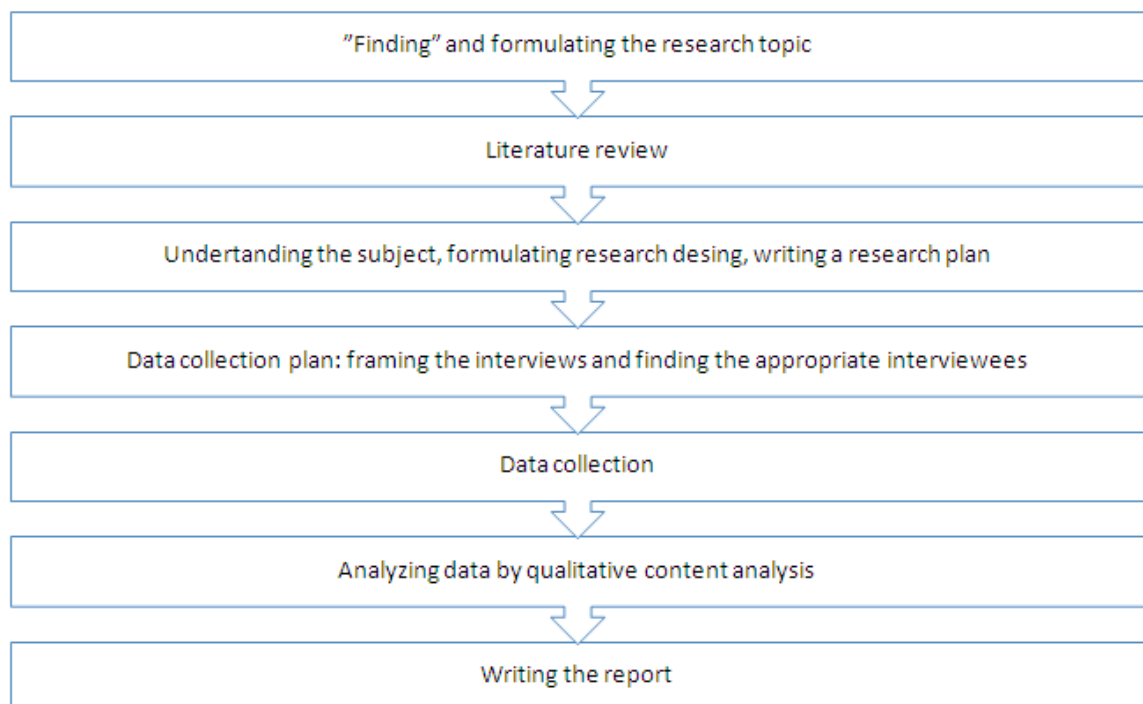 ”Finding” and formulating the research topic
Literature review
Undertanding the subject, formulating research desing, writing a research plan
Data collection plan: framing the interviews and finding the appropriate interviewees
Data collection
Analyzing data by qualitative content analysis
Writing the report